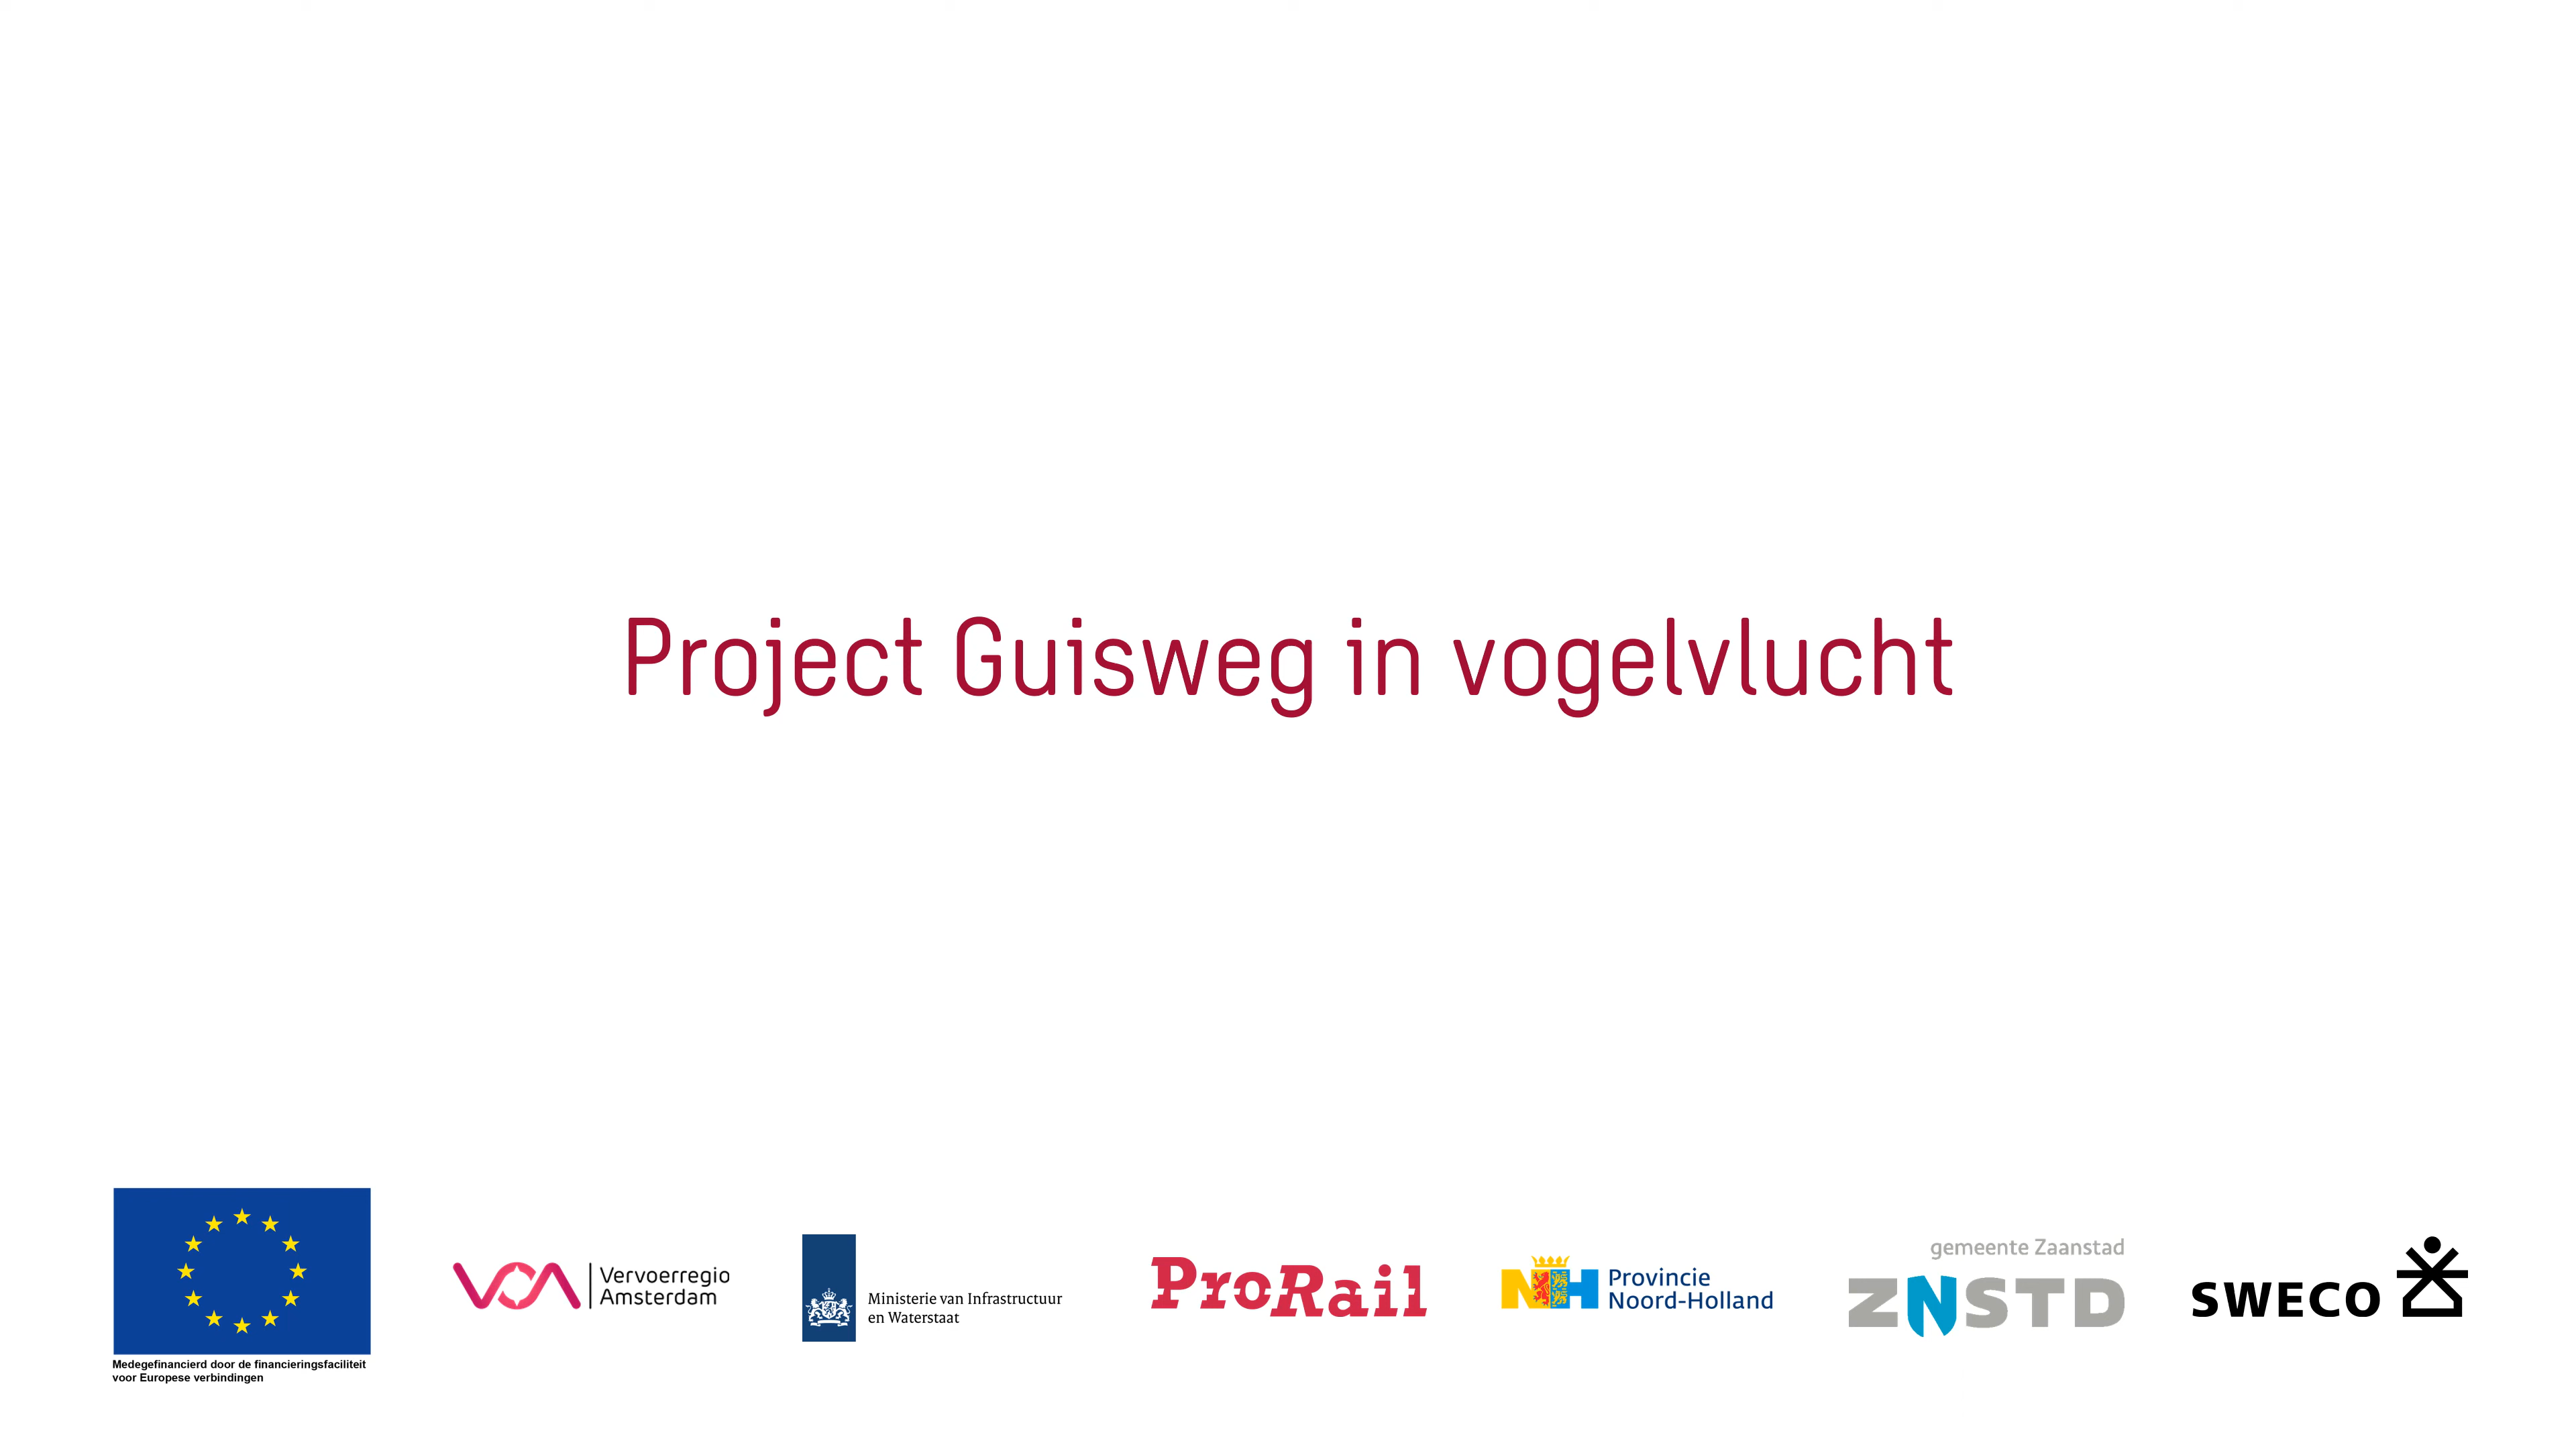 Project Guisweg in vogelvlucht
Medegefinancierd door de financieringsfaciliteit
voor Europese verbindingen
Vervoerregio
Amsterdam
Ministerie van Infrastructuur
en Waterstaat
ProRail
NH
Provincie
Noord-Holland
gemeente Zaanstad
ZNSTD
SWECO